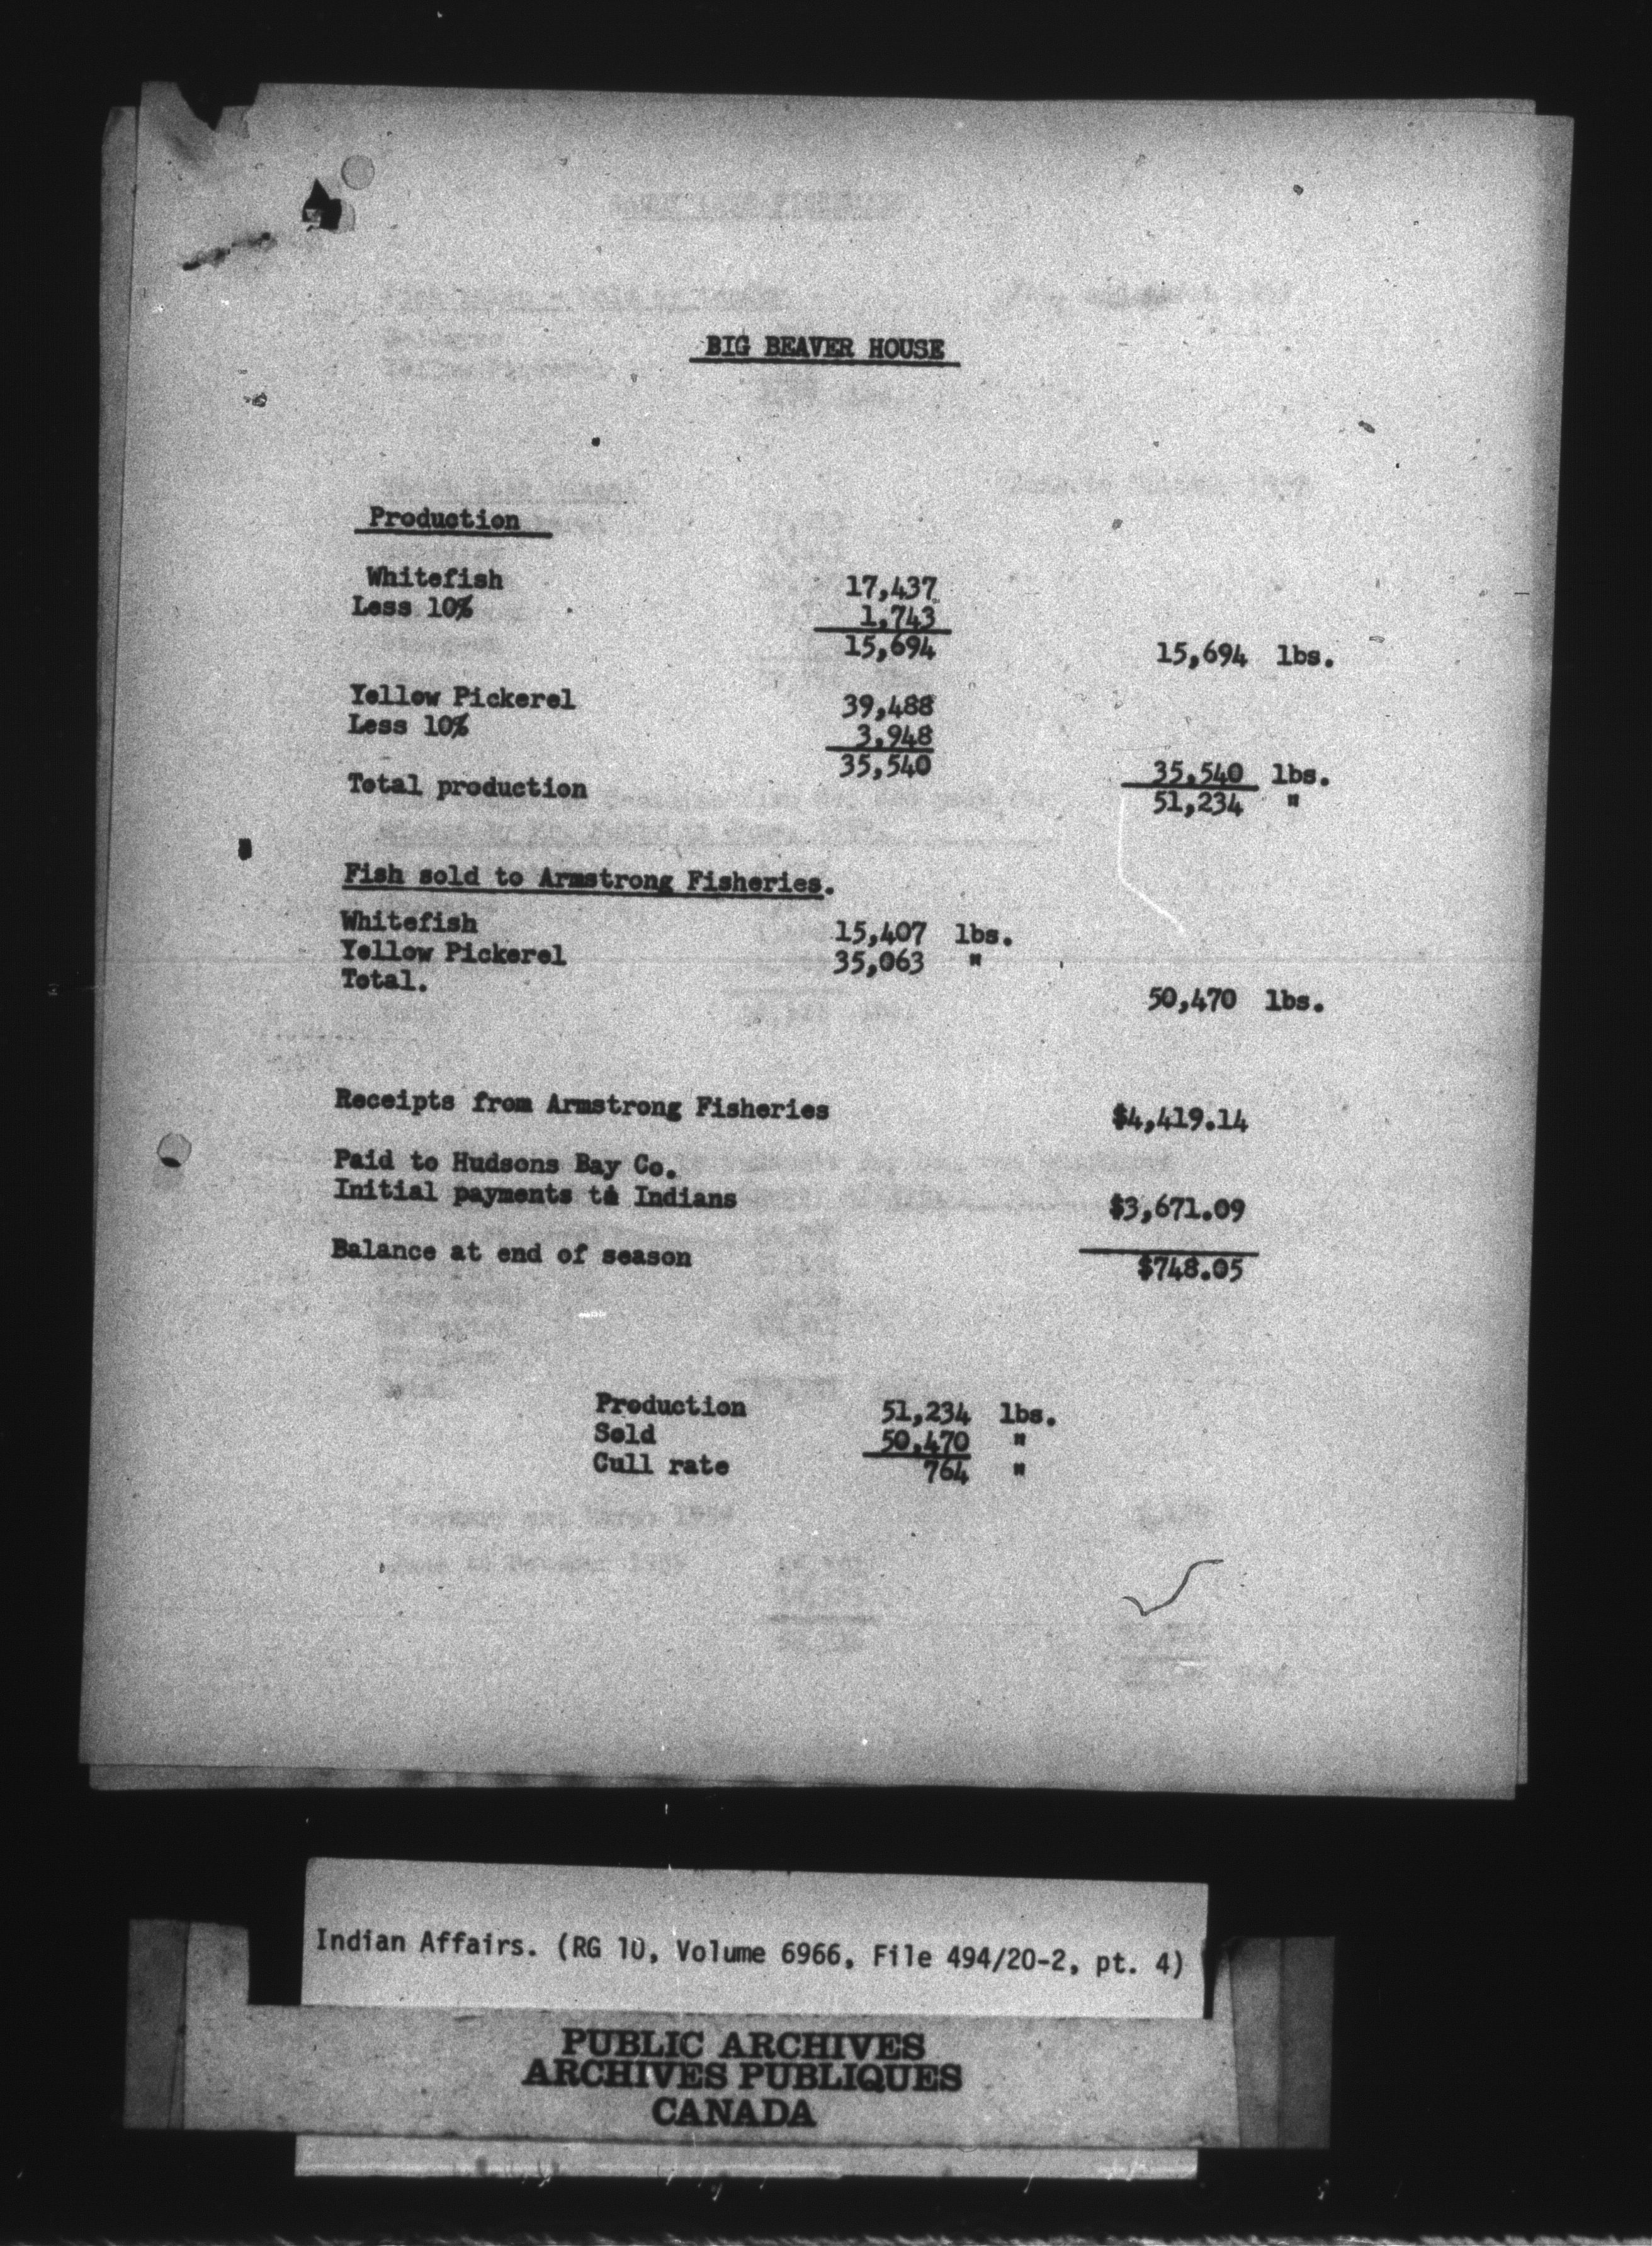 BIG BEAVER HOUSE
Production
Whitefish 17,437
Less 10% 1,743
15,694 15,694 lbs.
Yellow Pickerel 39,488
Less 10% 3,948
35,540 35,540 lbs.
Total production 51,234 "
Fish sold to Armstrong Fisheries.
Whitefish 15,407 lbs.
Yellow Pickerel 35,063 "
Total. 50,470 lbs.
Receipts from Armstrong Fisheries $4,419.14
Paid to Hudsons Bay Co.
Initial payments to Indians $3,671.09
Balance at end of season $748.05
Production 51,234 lbs.
Sold 50,470 "
Cull rate 764 "
Indian Affairs. (RG 10, Volume 6966, File 494/20-2, pt. 4)
PUBLIC ARCHIVES
ARCHIVES PUBLIQUES
CANADA